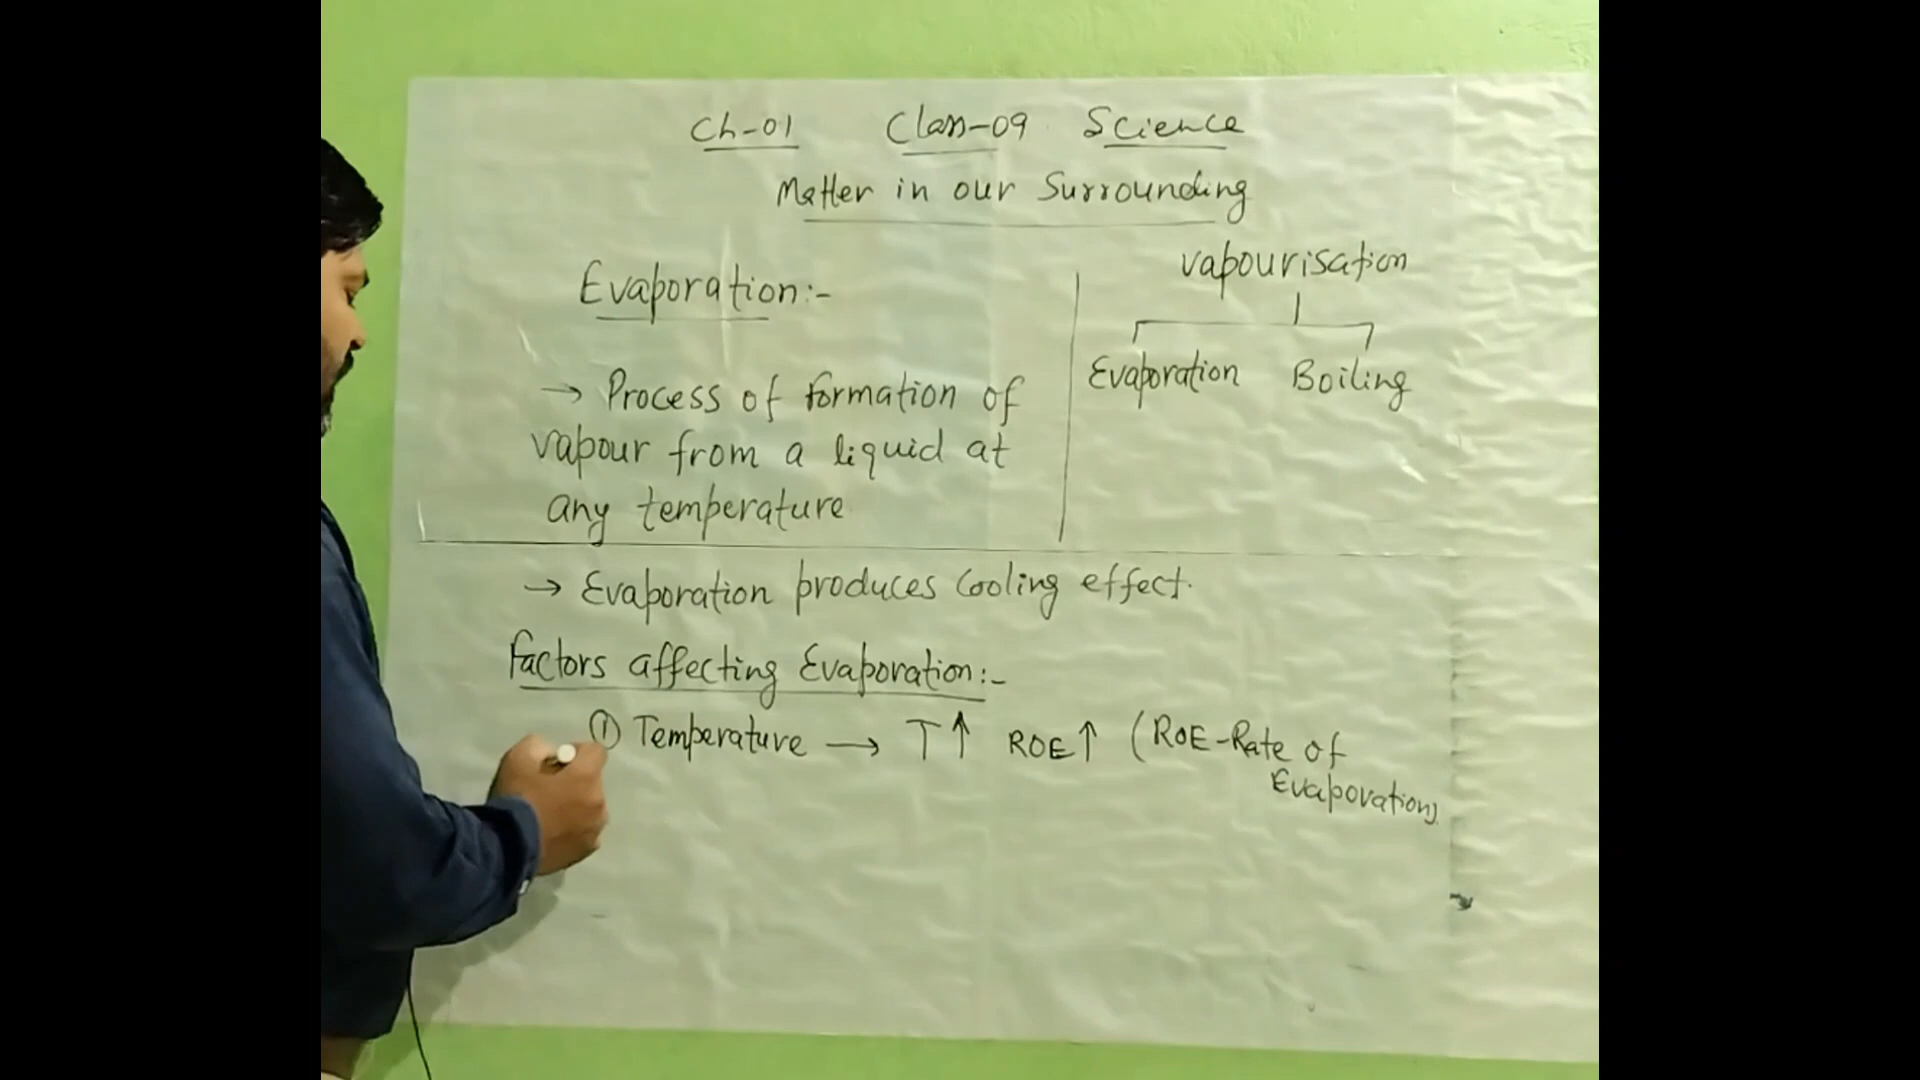 Ch-01 Class-09 Science
Matter in our Surrounding
Evaporation:-
→ Process of formation of
vapour from a liquid at
any temperature
vapourisation
Evaporation Boiling
→ Evaporation produces Cooling effect.
Factors affecting Evaporation:-
① Temperature → T↑ ROE↑ (ROE-Rate of
Evaporation)